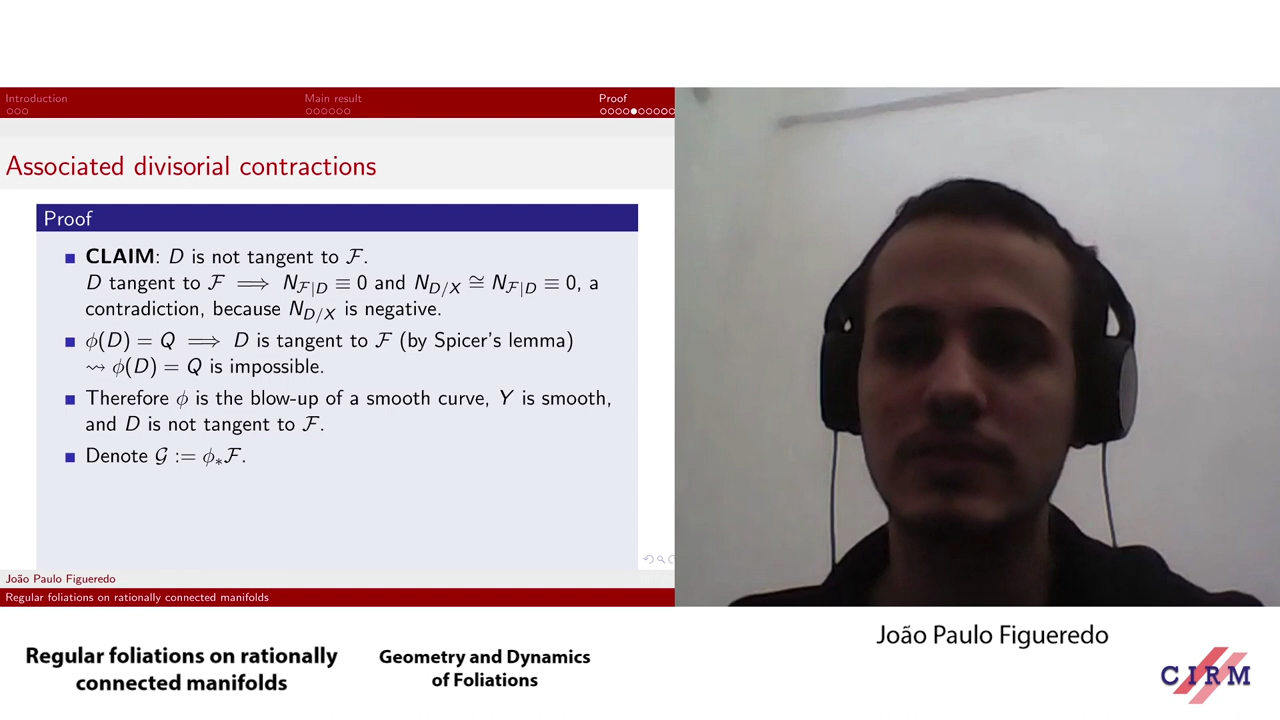 Introduction
Main result
Proof
Associated divisorial contractions
Proof
CLAIM: D is not tangent to ℱ.
D tangent to ℱ ⟹ N_{ℱ|D} ≡ 0 and N_{D/X} ≅ N_{ℱ|D} ≡ 0, a
contradiction, because N_{D/X} is negative.
ϕ(D) = Q ⟹ D is tangent to ℱ (by Spicer's lemma)
⇝ ϕ(D) = Q is impossible.
Therefore ϕ is the blow-up of a smooth curve, Y is smooth,
and D is not tangent to ℱ.
Denote 𝒢 := ϕ_*ℱ.
João Paulo Figueredo
Regular foliations on rationally connected manifolds
João Paulo Figueredo
Regular foliations on rationally
connected manifolds
Geometry and Dynamics
of Foliations
CIRM